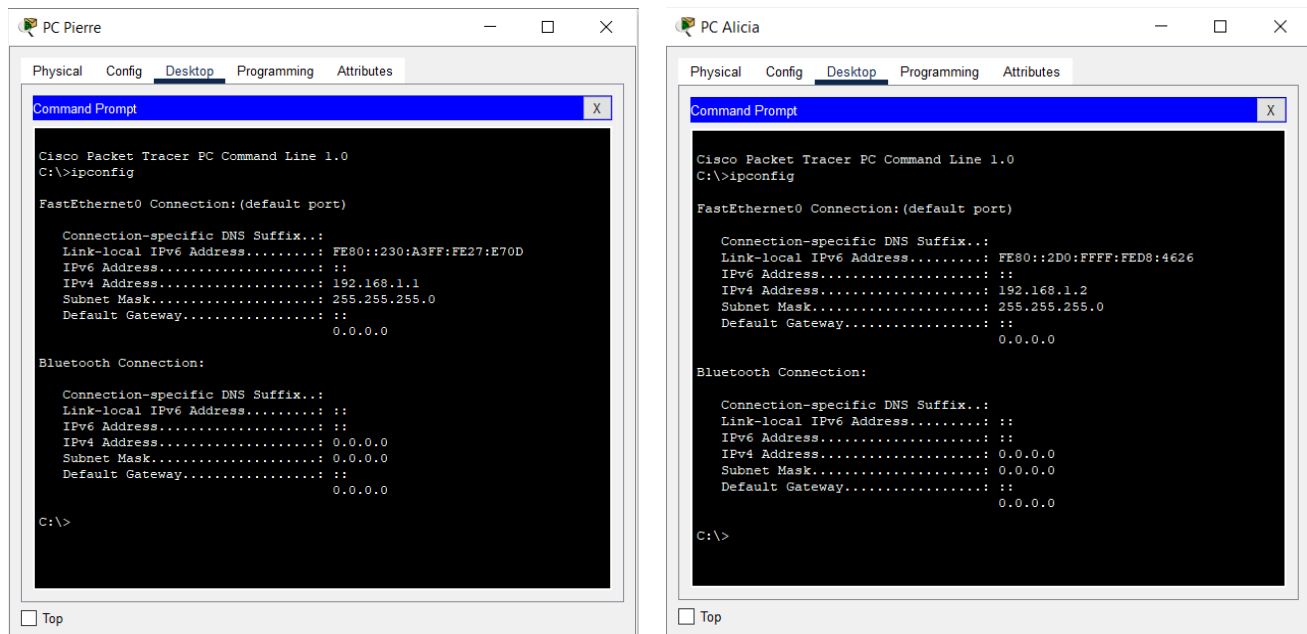 PC Pierre
Physical Config Desktop Programming Attributes
Command Prompt X
Cisco Packet Tracer PC Command Line 1.0
C:\>ipconfig
FastEthernet0 Connection:(default port)
Connection-specific DNS Suffix..:
Link-local IPv6 Address.........: FE80::230:A3FF:FE27:E70D
IPv6 Address....................: ::
IPv4 Address....................: 192.168.1.1
Subnet Mask.....................: 255.255.255.0
Default Gateway.................: ::
0.0.0.0
Bluetooth Connection:
Connection-specific DNS Suffix..:
Link-local IPv6 Address.........: ::
IPv6 Address....................: ::
IPv4 Address....................: 0.0.0.0
Subnet Mask.....................: 0.0.0.0
Default Gateway.................: ::
0.0.0.0
C:\>
Top
PC Alicia
Physical Config Desktop Programming Attributes
Command Prompt X
Cisco Packet Tracer PC Command Line 1.0
C:\>ipconfig
FastEthernet0 Connection:(default port)
Connection-specific DNS Suffix..:
Link-local IPv6 Address.........: FE80::2D0:FFFF:FED8:4626
IPv6 Address....................: ::
IPv4 Address....................: 192.168.1.2
Subnet Mask.....................: 255.255.255.0
Default Gateway.................: ::
0.0.0.0
Bluetooth Connection:
Connection-specific DNS Suffix..:
Link-local IPv6 Address.........: ::
IPv6 Address....................: ::
IPv4 Address....................: 0.0.0.0
Subnet Mask.....................: 0.0.0.0
Default Gateway.................: ::
0.0.0.0
C:\>
Top